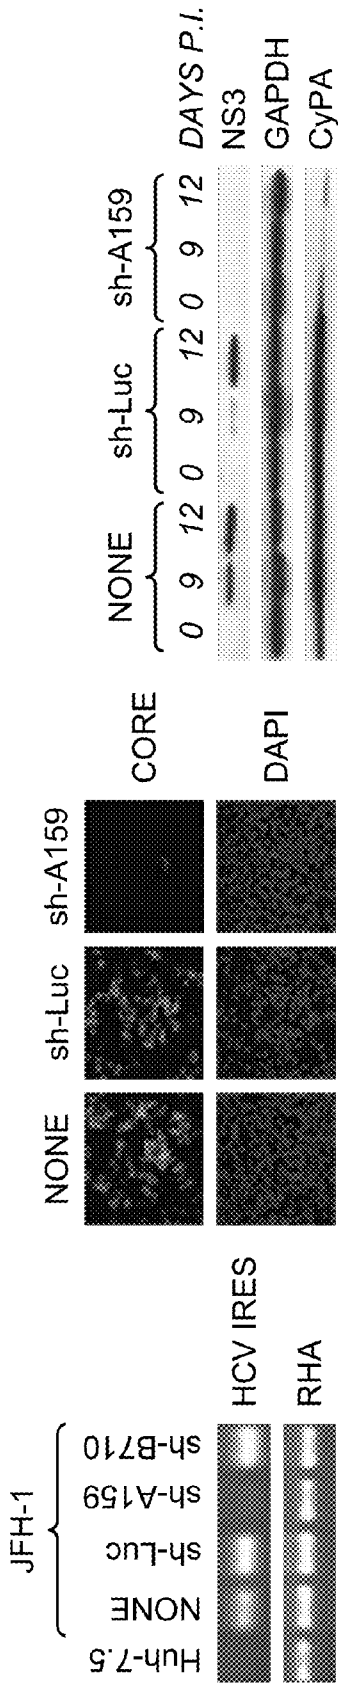 JFH-1
Huh-7.5 NONE sh-Luc sh-A159 sh-B710
HCV IRES
RHA
NONE sh-Luc sh-A159
CORE
DAPI
NONE sh-Luc sh-A159
0 9 12 0 9 12 0 9 12 DAYS P.I.
NS3
GAPDH
CyPA